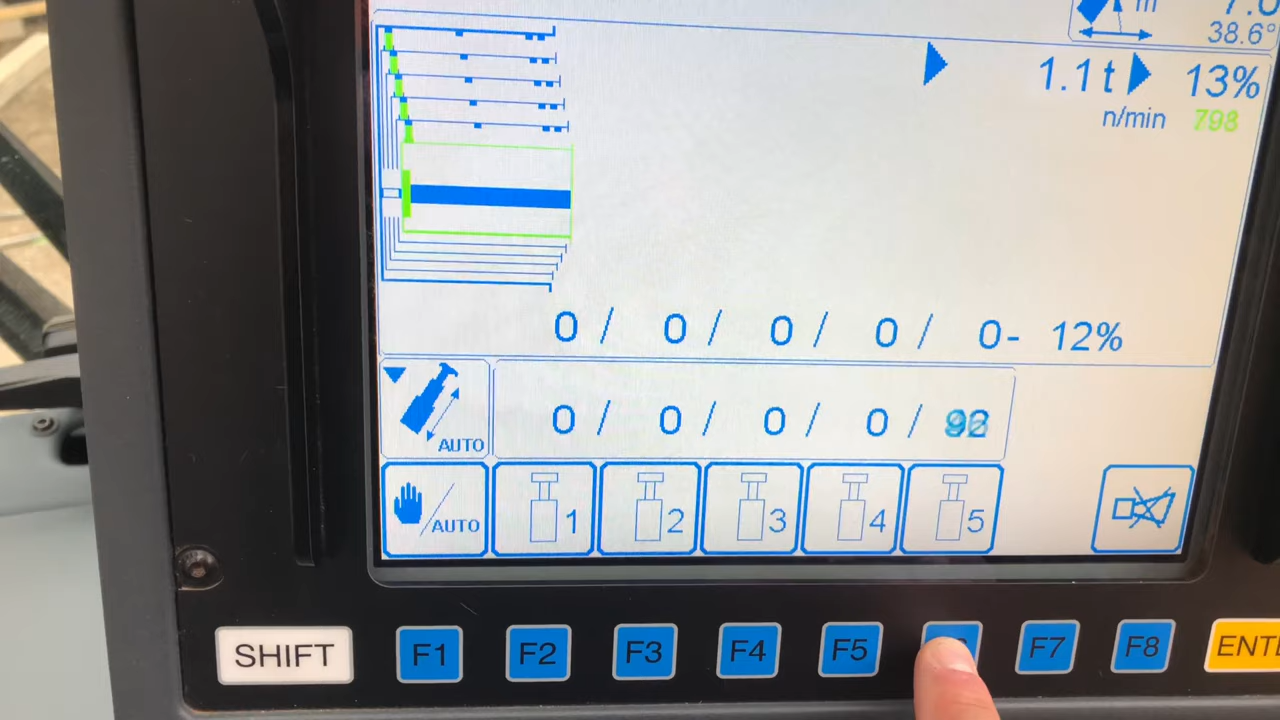 m
38.6°
1.1 t 13%
n/min 798
0 / 0 / 0 / 0 / 0- 12%
AUTO 0 / 0 / 0 / 0 /
/AUTO 1 2 3 4 5
SHIFT F1 F2 F3 F4 F5 F7 F8